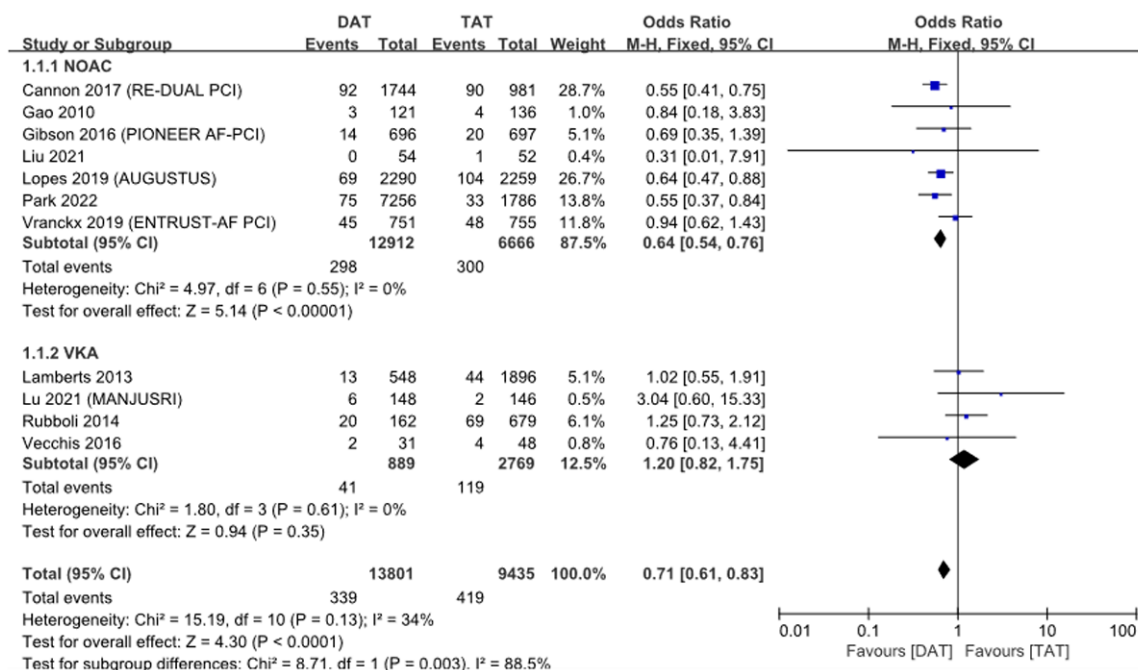 DAT TAT Odds Ratio Odds Ratio
Study or Subgroup Events Total Events Total Weight M-H, Fixed, 95% CI M-H, Fixed, 95% CI
1.1.1 NOAC
Cannon 2017 (RE-DUAL PCI) 92 1744 90 981 28.7% 0.55 [0.41, 0.75]
Gao 2010 3 121 4 136 1.0% 0.84 [0.18, 3.83]
Gibson 2016 (PIONEER AF-PCI) 14 696 20 697 5.1% 0.69 [0.35, 1.39]
Liu 2021 0 54 1 52 0.4% 0.31 [0.01, 7.91]
Lopes 2019 (AUGUSTUS) 69 2290 104 2259 26.7% 0.64 [0.47, 0.88]
Park 2022 75 7256 33 1786 13.8% 0.55 [0.37, 0.84]
Vranckx 2019 (ENTRUST-AF PCI) 45 751 48 755 11.8% 0.94 [0.62, 1.43]
Subtotal (95% CI) 12912 6666 87.5% 0.64 [0.54, 0.76]
Total events 298 300
Heterogeneity: Chi² = 4.97, df = 6 (P = 0.55); I² = 0%
Test for overall effect: Z = 5.14 (P < 0.00001)
1.1.2 VKA
Lamberts 2013 13 548 44 1896 5.1% 1.02 [0.55, 1.91]
Lu 2021 (MANJUSRI) 6 148 2 146 0.5% 3.04 [0.60, 15.33]
Rubboli 2014 20 162 69 679 6.1% 1.25 [0.73, 2.12]
Vecchis 2016 2 31 4 48 0.8% 0.76 [0.13, 4.41]
Subtotal (95% CI) 889 2769 12.5% 1.20 [0.82, 1.75]
Total events 41 119
Heterogeneity: Chi² = 1.80, df = 3 (P = 0.61); I² = 0%
Test for overall effect: Z = 0.94 (P = 0.35)
Total (95% CI) 13801 9435 100.0% 0.71 [0.61, 0.83]
Total events 339 419
Heterogeneity: Chi² = 15.19, df = 10 (P = 0.13); I² = 34%
Test for overall effect: Z = 4.30 (P < 0.0001)
Test for subgroup differences: Chi² = 8.71, df = 1 (P = 0.003), I² = 88.5%
0.01 0.1 1 10 100
Favours [DAT] Favours [TAT]